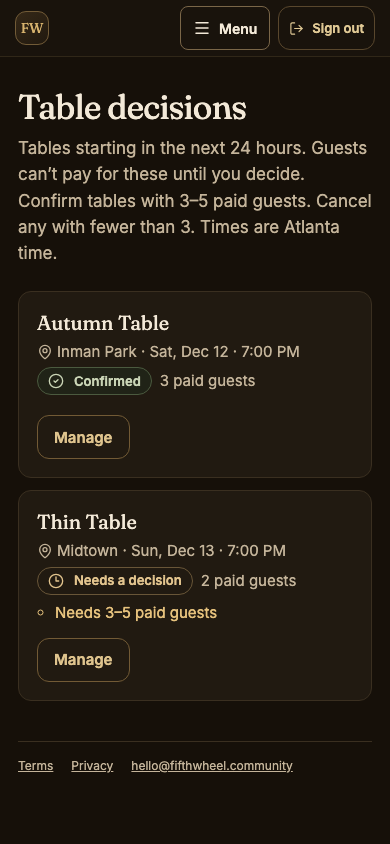 FW
Menu
Sign out
Table decisions
Tables starting in the next 24 hours. Guests
can’t pay for these until you decide.
Confirm tables with 3–5 paid guests. Cancel
any with fewer than 3. Times are Atlanta
time.
Autumn Table
Inman Park · Sat, Dec 12 · 7:00 PM
Confirmed 3 paid guests
Manage
Thin Table
Midtown · Sun, Dec 13 · 7:00 PM
Needs a decision 2 paid guests
Needs 3–5 paid guests
Manage
Terms Privacy hello@fifthwheel.community